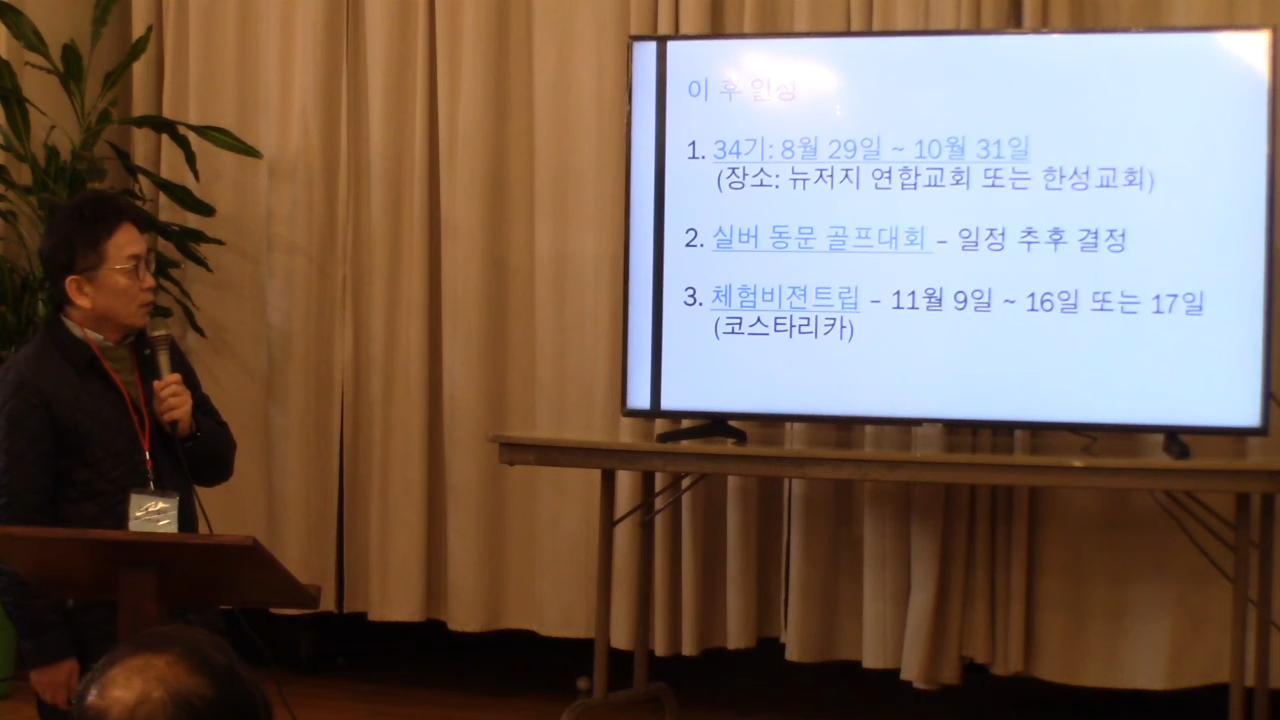 이 후 일정
1. 34기: 8월 29일 ~ 10월 31일
(장소: 뉴저지 연합교회 또는 한성교회)
2. 실버 동문 골프대회 – 일정 추후 결정
3. 체험비젼트립 – 11월 9일 ~ 16일 또는 17일
(코스타리카)